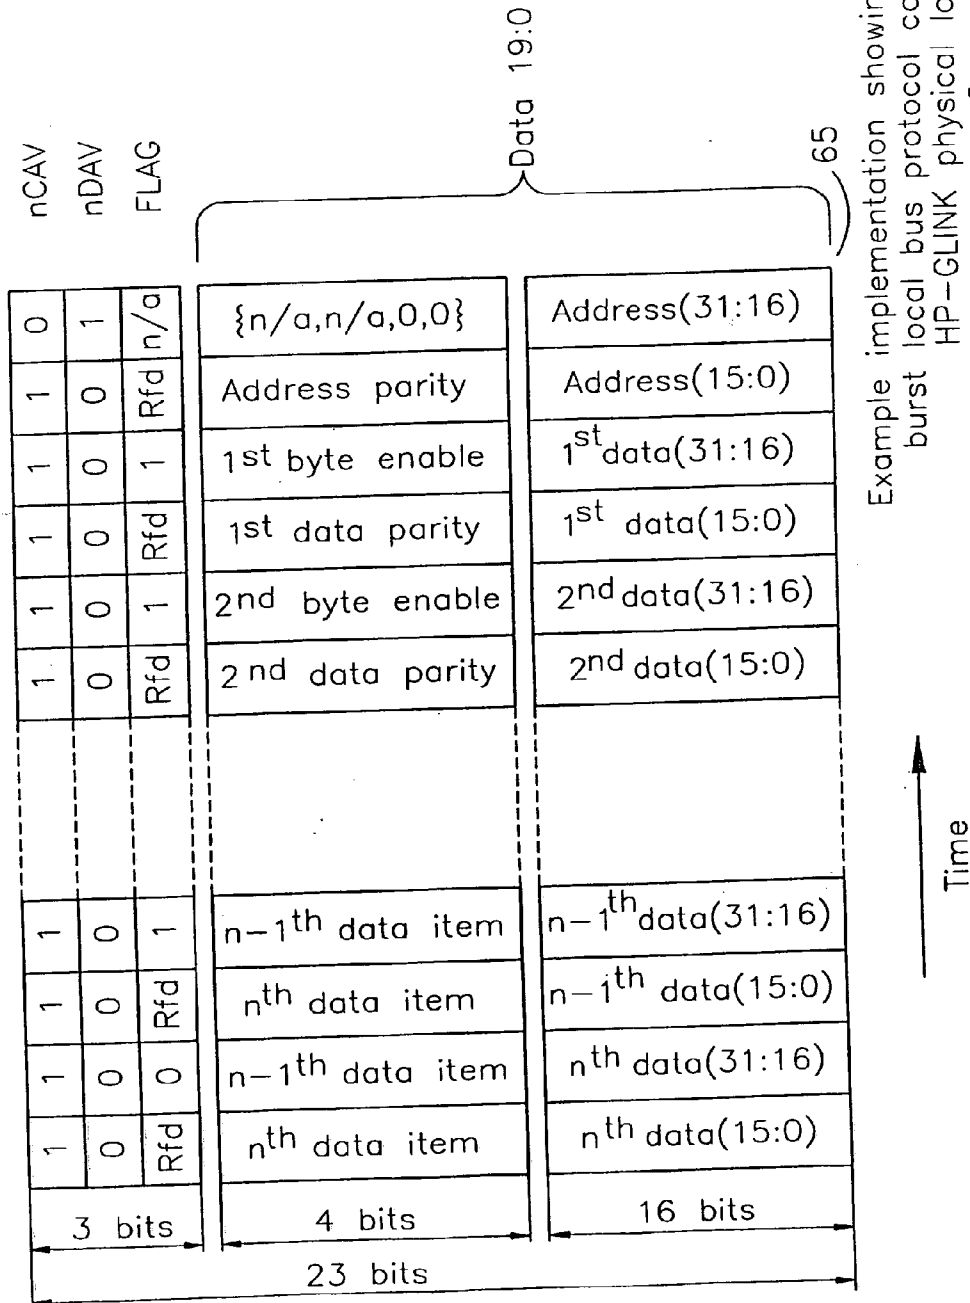 nCAV
nDAV
FLAG
0 1 n/a {n/a,n/a,0,0} Address(31:16)
1 0 Rfd Address parity Address(15:0)
1 0 1 1st byte enable 1st data(31:16)
1 0 Rfd 1st data parity 1st data(15:0)
1 0 1 2nd byte enable 2nd data(31:16)
1 0 Rfd 2nd data parity 2nd data(15:0)
1 0 1 n-1th data item n-1th data(31:16)
1 0 Rfd nth data item n-1th data(15:0)
1 0 0 n-1th data item nth data(31:16)
1 0 Rfd nth data item nth data(15:0)
3 bits 4 bits 16 bits
23 bits
Data 19:0
65
Time
Example implementation
burst local bus protocol
HP-GLINK physical